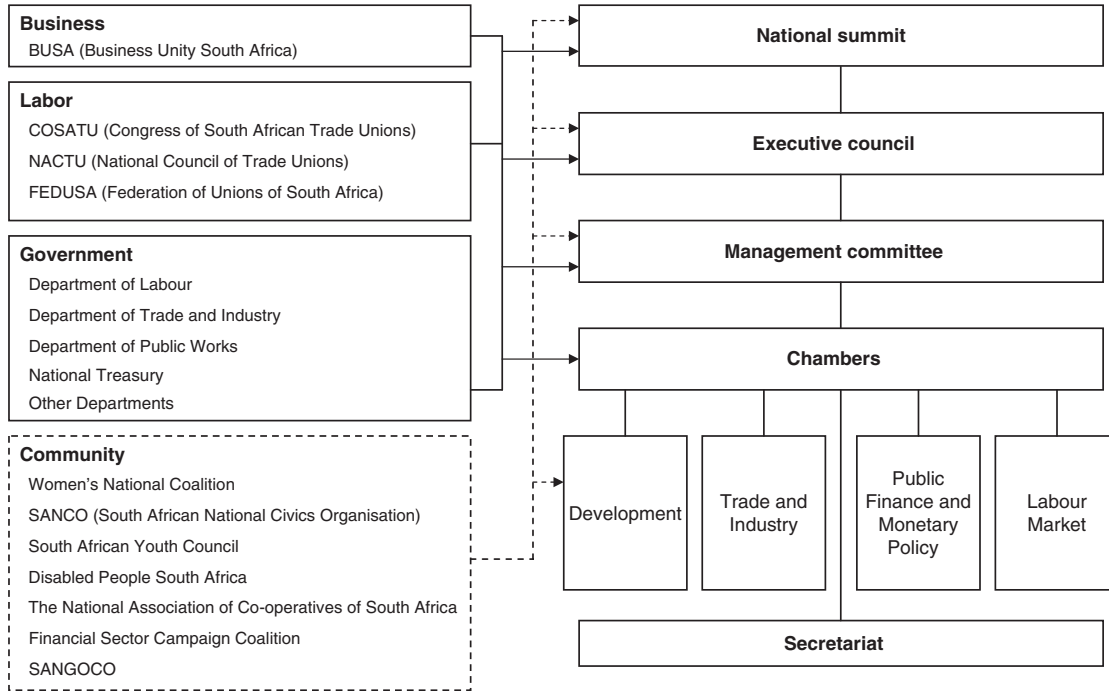 Business
BUSA (Business Unity South Africa)
Labor
COSATU (Congress of South African Trade Unions)
NACTU (National Council of Trade Unions)
FEDUSA (Federation of Unions of South Africa)
Government
Department of Labour
Department of Trade and Industry
Department of Public Works
National Treasury
Other Departments
Community
Women’s National Coalition
SANCO (South African National Civics Organisation)
South African Youth Council
Disabled People South Africa
The National Association of Co-operatives of South Africa
Financial Sector Campaign Coalition
SANGOCO
National summit
Executive council
Management committee
Chambers
Development
Trade and
Industry
Public
Finance and
Monetary
Policy
Labour
Market
Secretariat